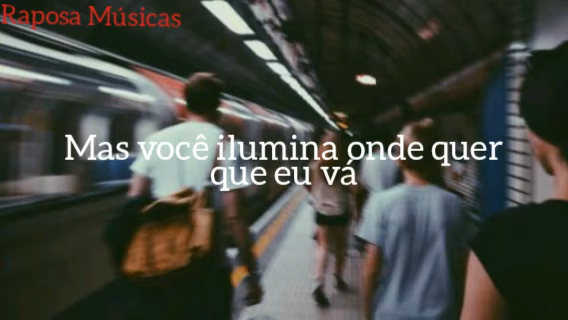 Raposa Músicas
Mas você ilumina onde quer
que eu vá